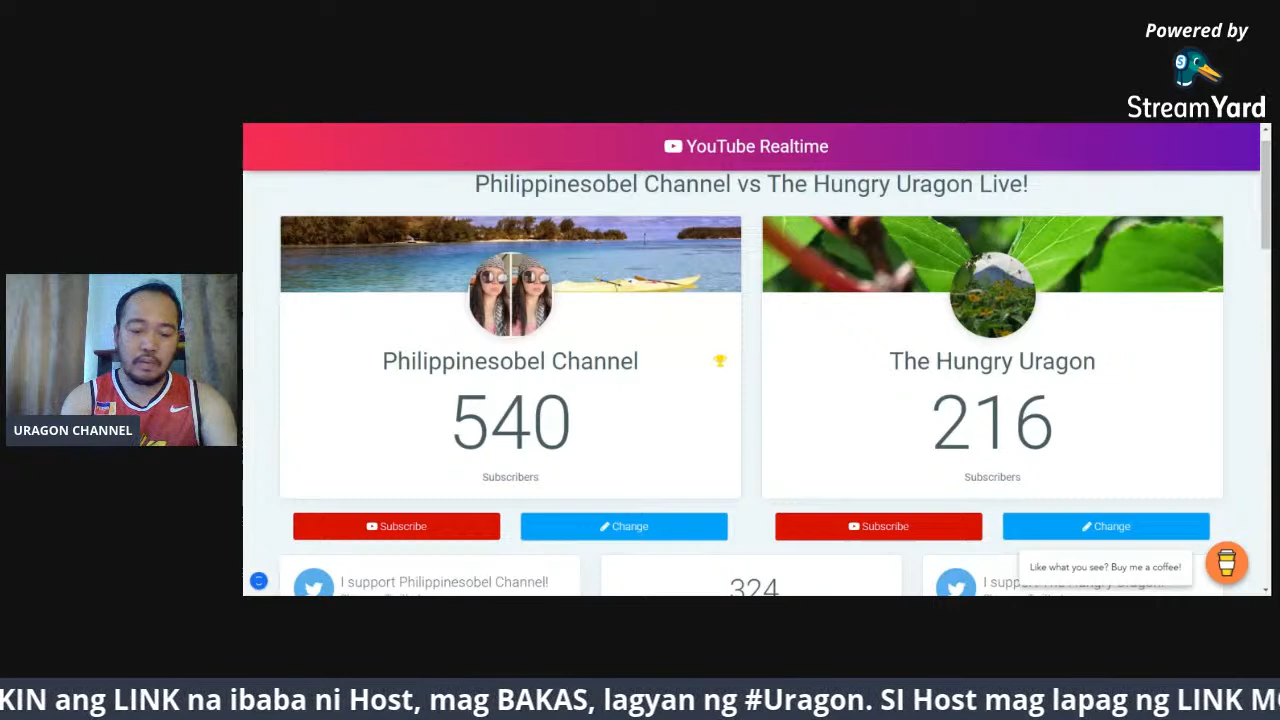 Powered by
StreamYard
YouTube Realtime
Philippinesobel Channel vs The Hungry Uragon Live!
Philippinesobel Channel
540
Subscribers
Subscribe
Change
The Hungry Uragon
216
Subscribers
Subscribe
Change
I support Philippinesobel Channel!
324
Like what you see? Buy me a coffee!
URAGON CHANNEL
KIN ang LINK na ibaba ni Host, mag BAKAS, lagyan ng #Uragon. SI Host mag lapag ng LINK